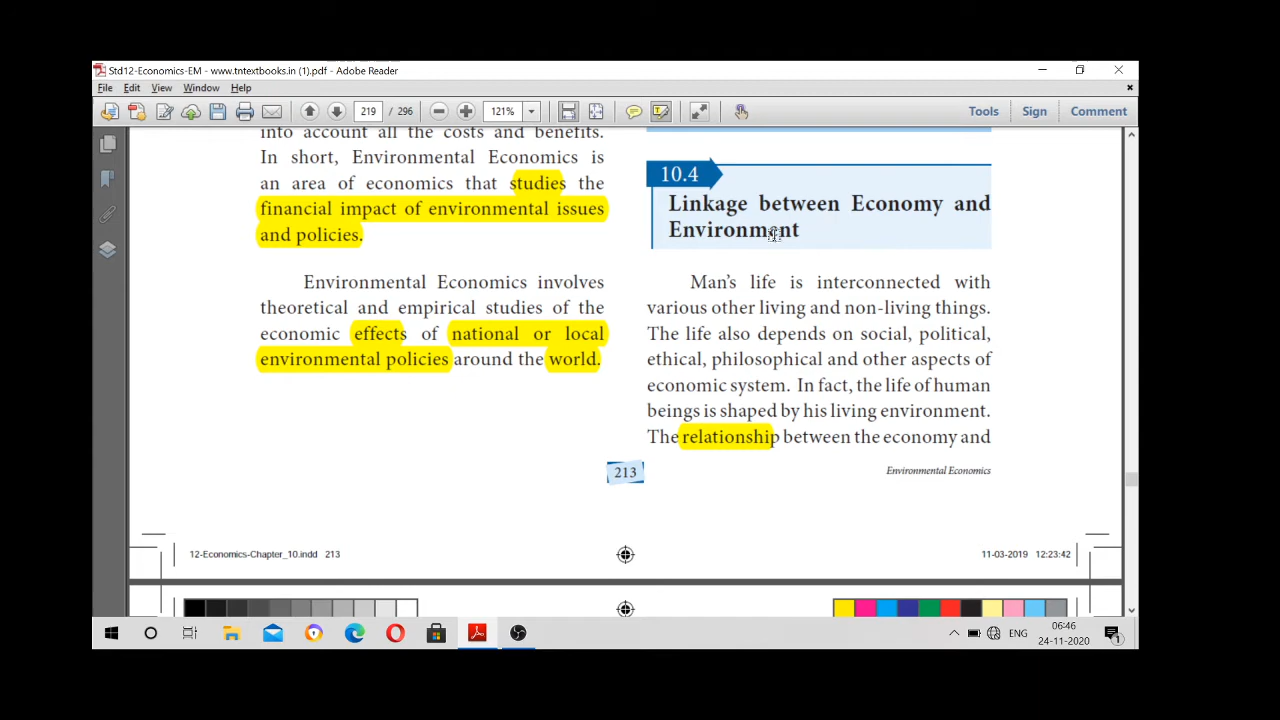 Std12-Economics-EM - www.tntextbooks.in (1).pdf - Adobe Reader
File Edit View Window Help
219 / 296 121% Tools Sign Comment
into account all the costs and benefits.
In short, Environmental Economics is
an area of economics that studies the
financial impact of environmental issues
and policies.
Environmental Economics involves
theoretical and empirical studies of the
economic effects of national or local
environmental policies around the world.
10.4
Linkage between Economy and
Environment
Man's life is interconnected with
various other living and non-living things.
The life also depends on social, political,
ethical, philosophical and other aspects of
economic system. In fact, the life of human
beings is shaped by his living environment.
The relationship between the economy and
213
Environmental Economics
12-Economics-Chapter_10.indd 213
11-03-2019 12:23:42
ENG
06:46
24-11-2020
1